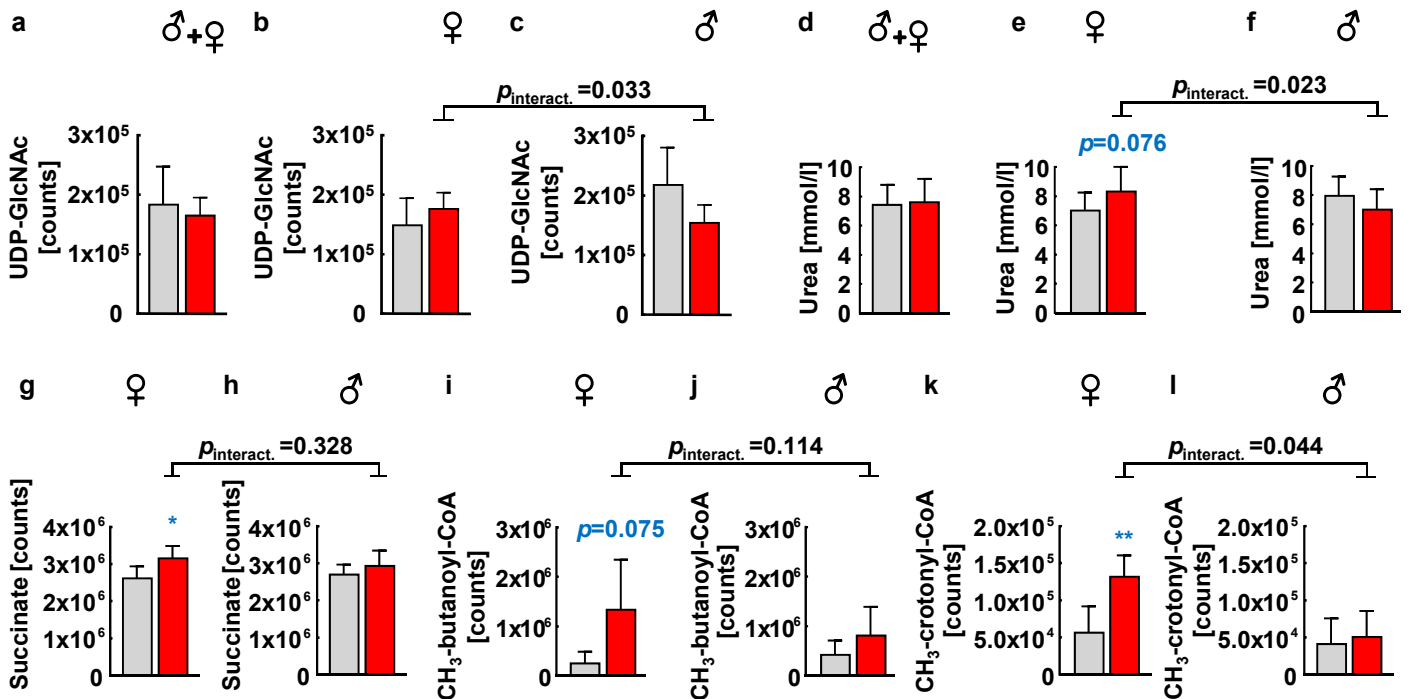 a ♂+♀ b ♀ c ♂ d ♂+♀ e ♀ f ♂
pinteract. =0.033
pinteract. =0.023
UDP-GlcNAc [counts]
3x10⁵
2x10⁵
1x10⁵
0
UDP-GlcNAc [counts]
3x10⁵
2x10⁵
1x10⁵
0
UDP-GlcNAc [counts]
3x10⁵
2x10⁵
1x10⁵
0
Urea [mmol/l]
10
8
6
4
2
0
p=0.076
Urea [mmol/l]
10
8
6
4
2
0
Urea [mmol/l]
10
8
6
4
2
0
g ♀ h ♂ i ♀ j ♂ k ♀ l ♂
pinteract. =0.328
pinteract. =0.114
pinteract. =0.044
Succinate [counts]
4x10⁶
3x10⁶
2x10⁶
1x10⁶
0
*
Succinate [counts]
4x10⁶
3x10⁶
2x10⁶
1x10⁶
0
CH₃-butanoyl-CoA
[counts]
3x10⁶
2x10⁶
1x10⁶
0
p=0.075
CH₃-butanoyl-CoA
[counts]
3x10⁶
2x10⁶
1x10⁶
0
CH₃-crotonyl-CoA
[counts]
2.0x10⁵
1.5x10⁵
1.0x10⁵
5.0x10⁴
0
**
CH₃-crotonyl-CoA
[counts]
2.0x10⁵
1.5x10⁵
1.0x10⁵
5.0x10⁴
0